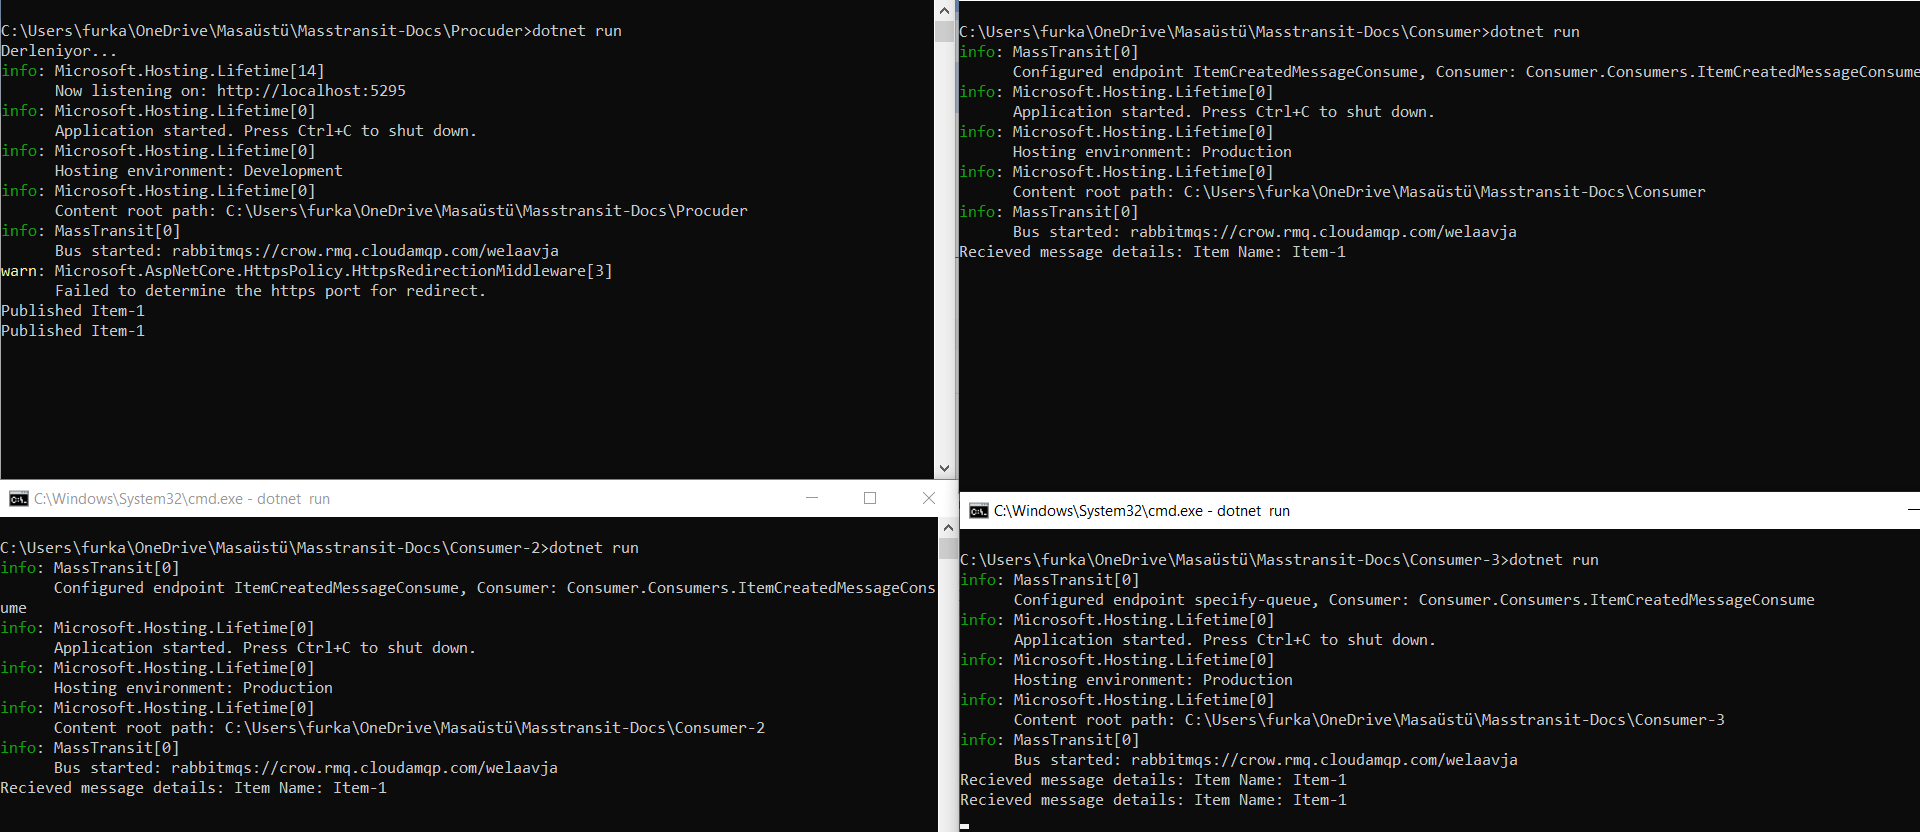 C:\Users\furka\OneDrive\Masaüstü\Masstransit-Docs\Procuder>dotnet run
Derleniyor...
info: Microsoft.Hosting.Lifetime[14]
      Now listening on: http://localhost:5295
info: Microsoft.Hosting.Lifetime[0]
      Application started. Press Ctrl+C to shut down.
info: Microsoft.Hosting.Lifetime[0]
      Hosting environment: Development
info: Microsoft.Hosting.Lifetime[0]
      Content root path: C:\Users\furka\OneDrive\Masaüstü\Masstransit-Docs\Procuder
info: MassTransit[0]
      Bus started: rabbitmqs://crow.rmq.cloudamqp.com/welaavja
warn: Microsoft.AspNetCore.HttpsPolicy.HttpsRedirectionMiddleware[3]
      Failed to determine the https port for redirect.
Published Item-1
Published Item-1
C:\Users\furka\OneDrive\Masaüstü\Masstransit-Docs\Consumer>dotnet run
info: MassTransit[0]
      Configured endpoint ItemCreatedMessageConsume, Consumer: Consumer.Consumers.ItemCreatedMessageConsume
info: Microsoft.Hosting.Lifetime[0]
      Application started. Press Ctrl+C to shut down.
info: Microsoft.Hosting.Lifetime[0]
      Hosting environment: Production
info: Microsoft.Hosting.Lifetime[0]
      Content root path: C:\Users\furka\OneDrive\Masaüstü\Masstransit-Docs\Consumer
info: MassTransit[0]
      Bus started: rabbitmqs://crow.rmq.cloudamqp.com/welaavja
Recieved message details: Item Name: Item-1
C:\Windows\System32\cmd.exe - dotnet  run
C:\Users\furka\OneDrive\Masaüstü\Masstransit-Docs\Consumer-2>dotnet run
info: MassTransit[0]
      Configured endpoint ItemCreatedMessageConsume, Consumer: Consumer.Consumers.ItemCreatedMessageCons
ume
info: Microsoft.Hosting.Lifetime[0]
      Application started. Press Ctrl+C to shut down.
info: Microsoft.Hosting.Lifetime[0]
      Hosting environment: Production
info: Microsoft.Hosting.Lifetime[0]
      Content root path: C:\Users\furka\OneDrive\Masaüstü\Masstransit-Docs\Consumer-2
info: MassTransit[0]
      Bus started: rabbitmqs://crow.rmq.cloudamqp.com/welaavja
Recieved message details: Item Name: Item-1
C:\Windows\System32\cmd.exe - dotnet  run
C:\Users\furka\OneDrive\Masaüstü\Masstransit-Docs\Consumer-3>dotnet run
info: MassTransit[0]
      Configured endpoint specify-queue, Consumer: Consumer.Consumers.ItemCreatedMessageConsume
info: Microsoft.Hosting.Lifetime[0]
      Application started. Press Ctrl+C to shut down.
info: Microsoft.Hosting.Lifetime[0]
      Hosting environment: Production
info: Microsoft.Hosting.Lifetime[0]
      Content root path: C:\Users\furka\OneDrive\Masaüstü\Masstransit-Docs\Consumer-3
info: MassTransit[0]
      Bus started: rabbitmqs://crow.rmq.cloudamqp.com/welaavja
Recieved message details: Item Name: Item-1
Recieved message details: Item Name: Item-1